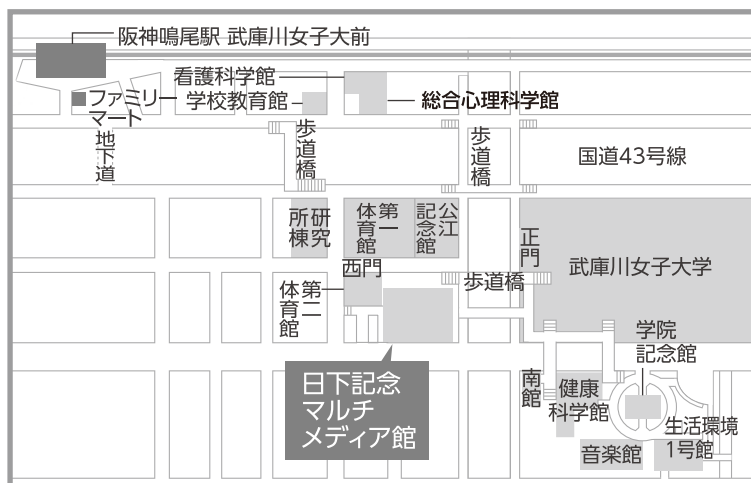 阪神鳴尾駅 武庫川女子大前
看護科学館
ファミリー
マート
学校教育館
総合心理科学館
地下道
歩道橋
歩道橋
国道43号線
研究
所棟
第一
体育館
公江
記念館
正門
武庫川女子大学
西門
歩道橋
第二
体育館
学院
記念館
日下記念
マルチ
メディア館
南館
健康
科学館
生活環境
1号館
音楽館